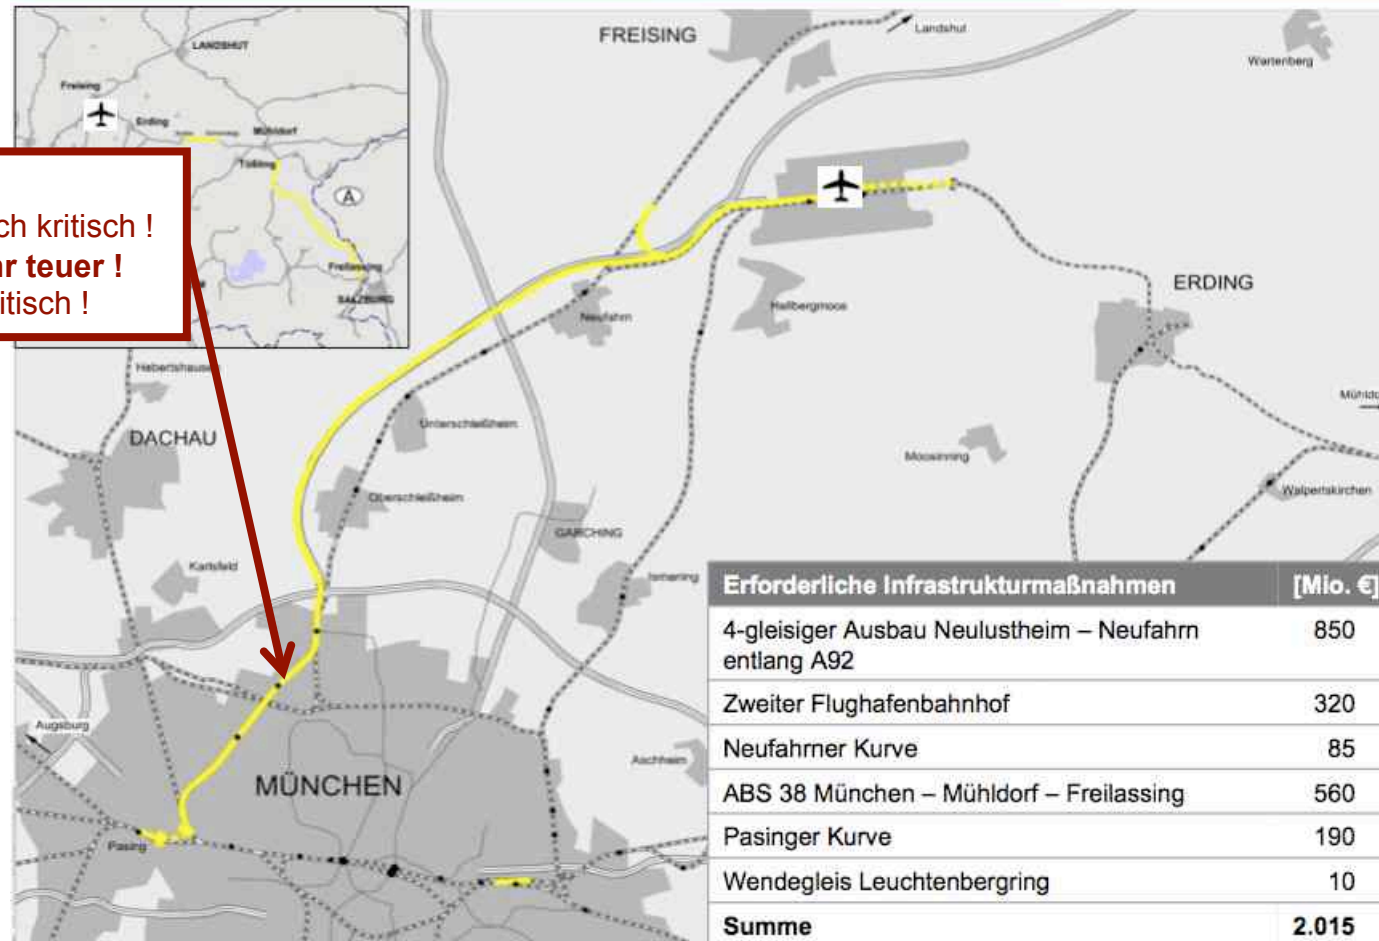 LANDSHUT
Freising
Erding
Mühldorf
Tüßling
A
Freilassing
SALZBURG
ch kritisch !
r teuer !
itisch !
FREISING
Landshut
Wartenberg
Neufahrn
Hallbergmoos
ERDING
Hebertshausen
DACHAU
Unterschleißheim
Oberschleißheim
Moosinning
Walpertskirchen
GARCHING
Karlsfeld
Ismaning
Augsburg
Aschheim
MÜNCHEN
Pasing
Erforderliche Infrastrukturmaßnahmen [Mio. €]
4-gleisiger Ausbau Neulustheim – Neufahrn 850
entlang A92
Zweiter Flughafenbahnhof 320
Neufahrner Kurve 85
ABS 38 München – Mühldorf – Freilassing 560
Pasinger Kurve 190
Wendegleis Leuchtenbergring 10
Summe 2.015